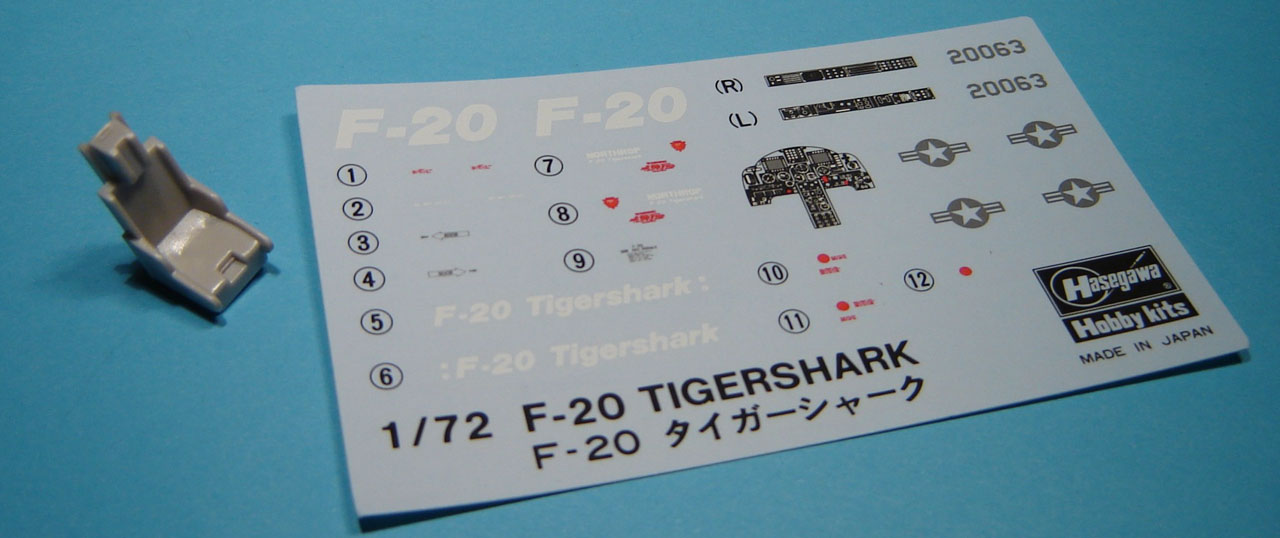 F-20 F-20
(R)
20063
(L)
20063
1
7
NORTHROP
2
8
NORTHROP
3
9
4
10
12
5
F-20 Tigershark :
11
6
: F-20 Tigershark
Hasegawa ®
Hobby kits
MADE IN JAPAN
1/72 F-20 TIGERSHARK
F-20 タイガーシャーク